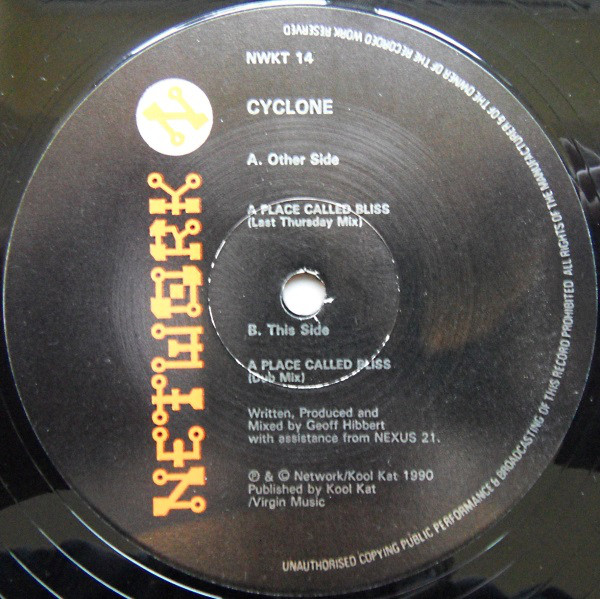 NWKT 14
CYCLONE
A. Other Side
A PLACE CALLED BLISS
(Last Thursday Mix)
B. This Side
A PLACE CALLED BLISS
(Dub Mix)
Written, Produced and
Mixed by Geoff Hibbert
with assistance from NEXUS 21.
℗ & © Network/Kool Kat 1990
Published by Kool Kat
/Virgin Music
N
NETWORK
ALL RIGHTS OF THE MANUFACTURER & OF THE OWNER OF THE RECORDED WORK RESERVED
UNAUTHORISED COPYING PUBLIC PERFORMANCE & BROADCASTING OF THIS RECORD PROHIBITED